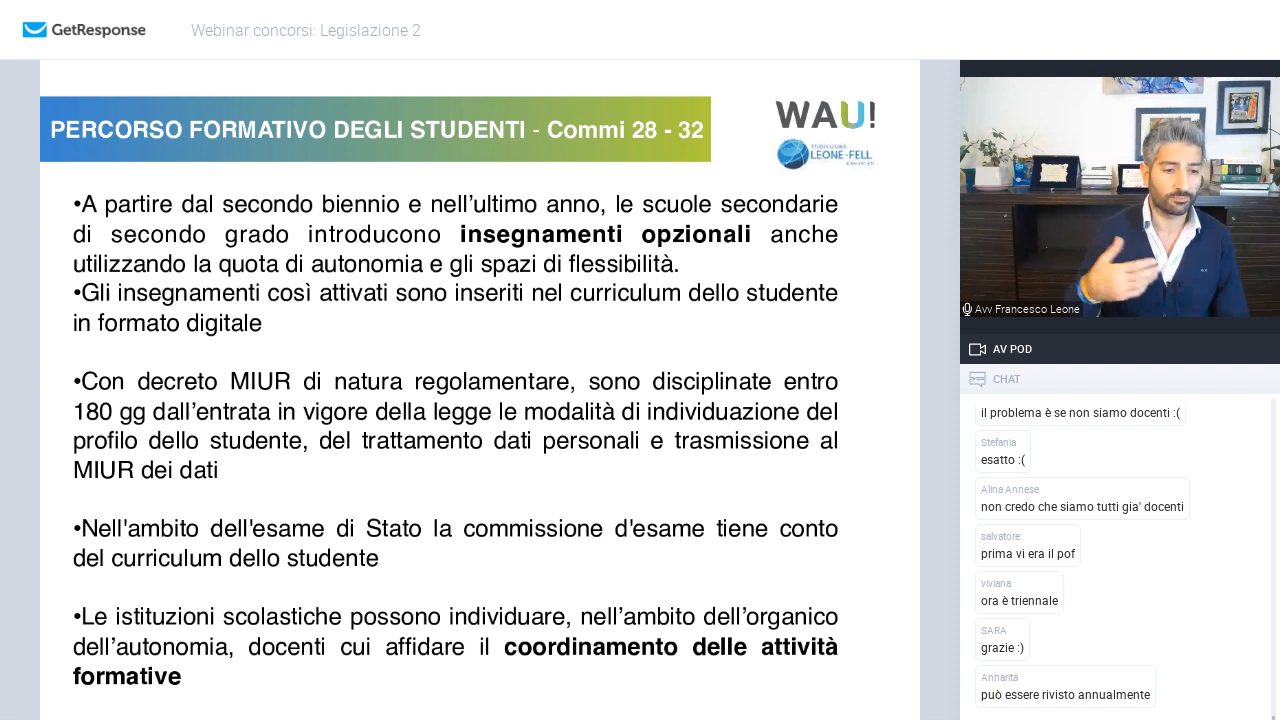 GetResponse
Webinar concorsi: Legislazione 2
PERCORSO FORMATIVO DEGLI STUDENTI - Commi 28 - 32
WAU!
LEONE-FELL
•A partire dal secondo biennio e nell’ultimo anno, le scuole secondarie
di secondo grado introducono insegnamenti opzionali anche
utilizzando la quota di autonomia e gli spazi di flessibilità.
•Gli insegnamenti così attivati sono inseriti nel curriculum dello studente
in formato digitale
•Con decreto MIUR di natura regolamentare, sono disciplinate entro
180 gg dall’entrata in vigore della legge le modalità di individuazione del
profilo dello studente, del trattamento dati personali e trasmissione al
MIUR dei dati
•Nell'ambito dell'esame di Stato la commissione d'esame tiene conto
del curriculum dello studente
•Le istituzioni scolastiche possono individuare, nell’ambito dell’organico
dell’autonomia, docenti cui affidare il coordinamento delle attività
formative
Avv Francesco Leone
AV POD
CHAT
il problema è se non siamo docenti :(
Stefania
esatto :(
Alina Annese
non credo che siamo tutti gia' docenti
salvatore
prima vi era il pof
viviana
ora è triennale
SARA
grazie :)
Annarita
può essere rivisto annualmente